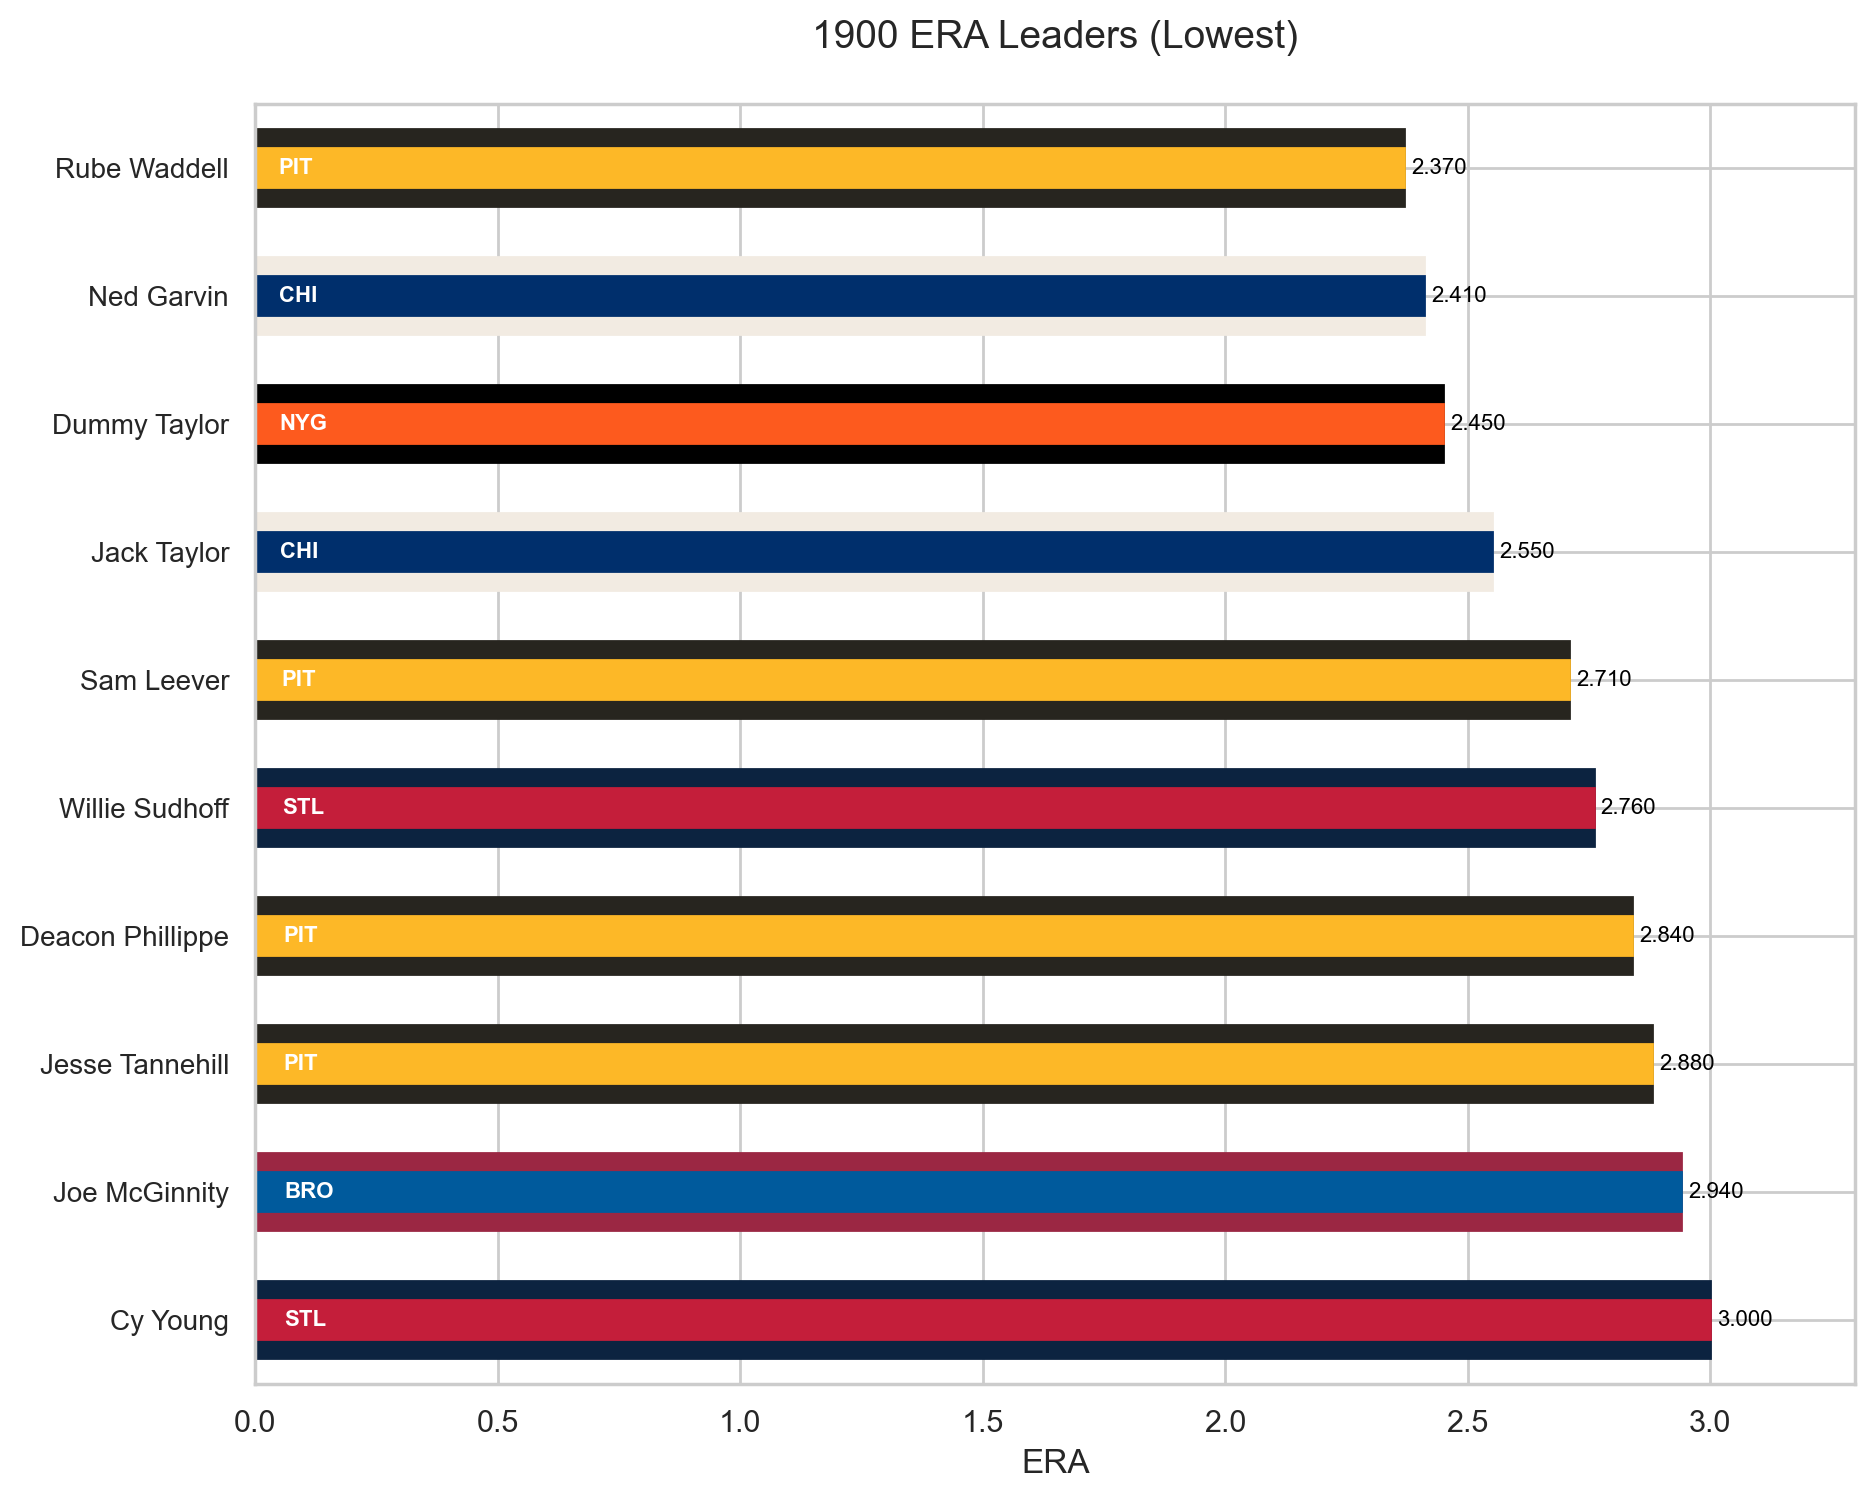 1900 ERA Leaders (Lowest)
Rube Waddell PIT 2.370
Ned Garvin CHI 2.410
Dummy Taylor NYG 2.450
Jack Taylor CHI 2.550
Sam Leever PIT 2.710
Willie Sudhoff STL 2.760
Deacon Phillippe PIT 2.840
Jesse Tannehill PIT 2.880
Joe McGinnity BRO 2.940
Cy Young STL 3.000
0.0 0.5 1.0 1.5 2.0 2.5 3.0
ERA